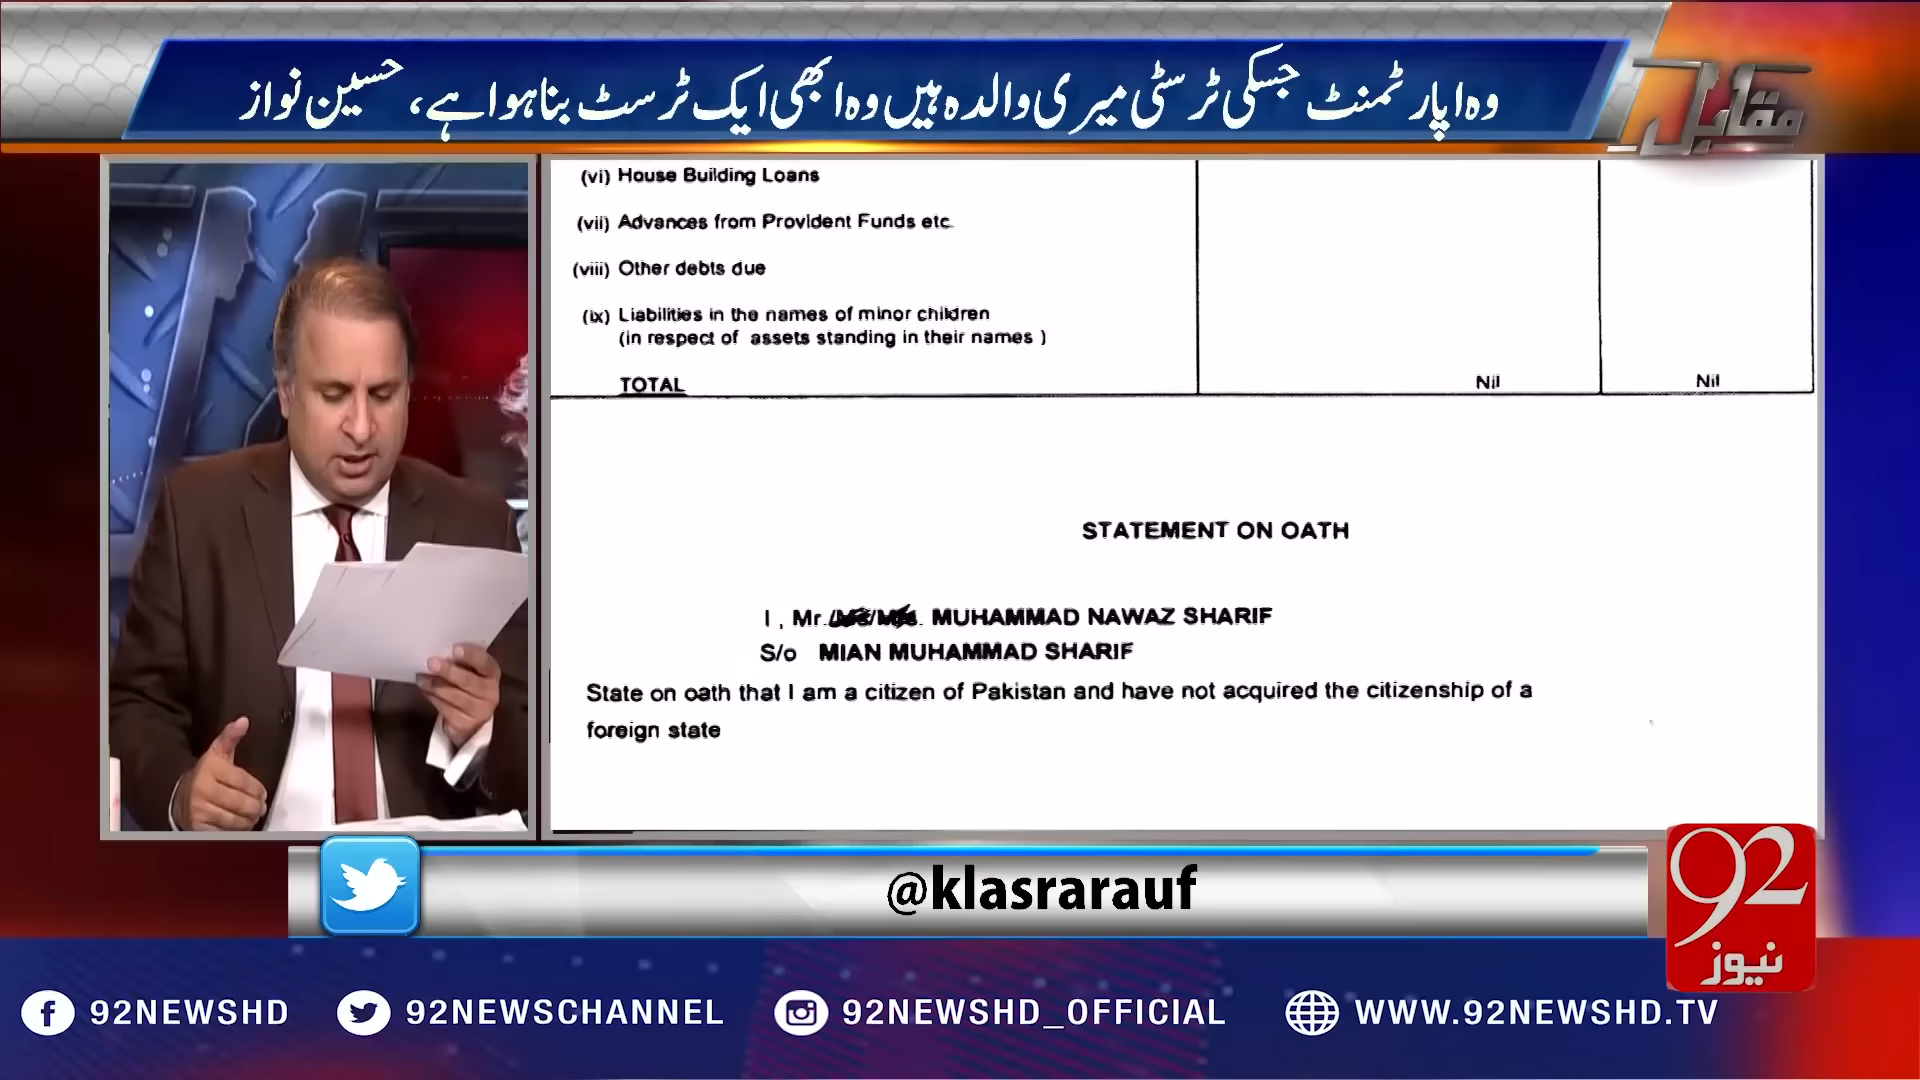 وہ اپارٹمنٹ جسکی ٹرسٹی میری والدہ ہیں وہ ابھی ایک ٹرسٹ بنا ہوا ہے، حسین نواز
مقابل
(vi) House Building Loans
(vii) Advances from Provident Funds etc.
(viii) Other debts due
(ix) Liabilities in the names of minor children
(in respect of assets standing in their names )
TOTAL Nil Nil
STATEMENT ON OATH
I , Mr. MUHAMMAD NAWAZ SHARIF
S/o MIAN MUHAMMAD SHARIF
State on oath that I am a citizen of Pakistan and have not acquired the citizenship of a
foreign state
@klasrarauf
92
نیوز
92NEWSHD 92NEWSCHANNEL 92NEWSHD_OFFICIAL WWW.92NEWSHD.TV